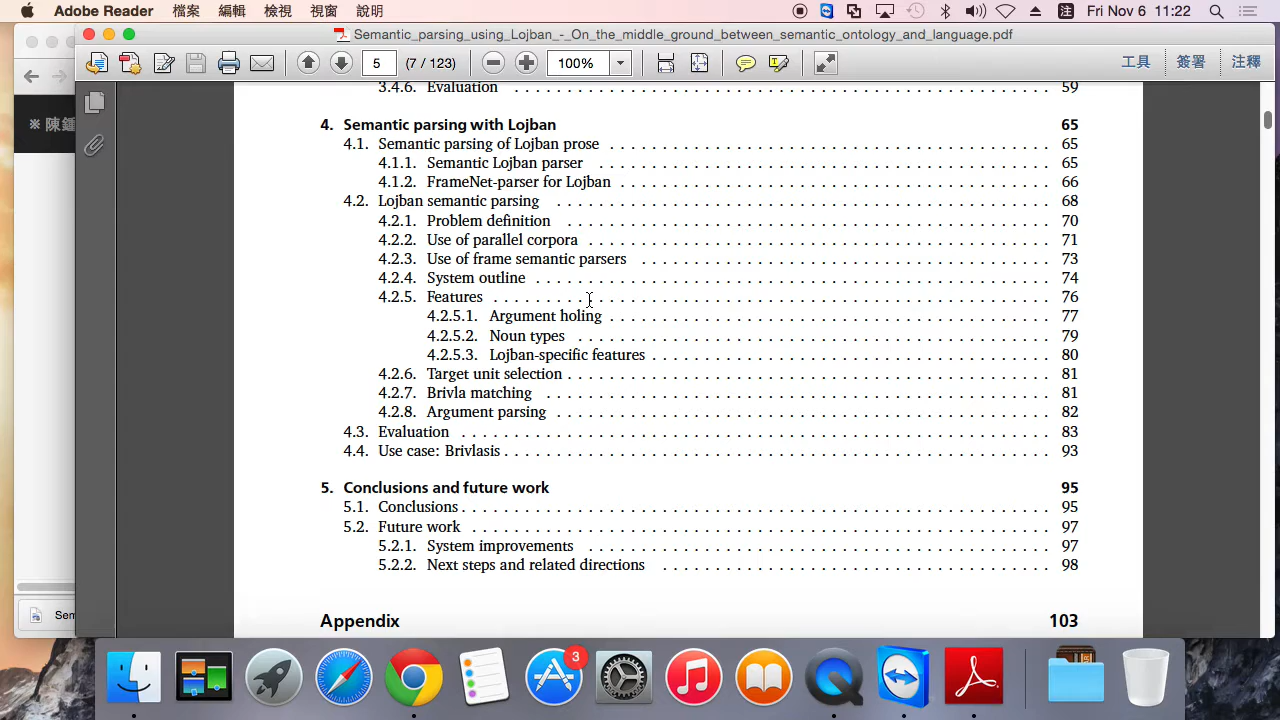 Adobe Reader 檔案 編輯 檢視 視窗 說明 注 Fri Nov 6 11:22
Semantic_parsing_using_Lojban_-_On_the_middle_ground_between_semantic_ontology_and_language.pdf
5 (7 / 123) 100% 工具 簽署 注釋
3.4.6. Evaluation 59
※ 陳鍾
4. Semantic parsing with Lojban 65
4.1. Semantic parsing of Lojban prose 65
4.1.1. Semantic Lojban parser 65
4.1.2. FrameNet-parser for Lojban 66
4.2. Lojban semantic parsing 68
4.2.1. Problem definition 70
4.2.2. Use of parallel corpora 71
4.2.3. Use of frame semantic parsers 73
4.2.4. System outline 74
4.2.5. Features 76
4.2.5.1. Argument holing 77
4.2.5.2. Noun types 79
4.2.5.3. Lojban-specific features 80
4.2.6. Target unit selection 81
4.2.7. Brivla matching 81
4.2.8. Argument parsing 82
4.3. Evaluation 83
4.4. Use case: Brivlasis 93
5. Conclusions and future work 95
5.1. Conclusions 95
5.2. Future work 97
5.2.1. System improvements 97
5.2.2. Next steps and related directions 98
Sem
Appendix 103
3